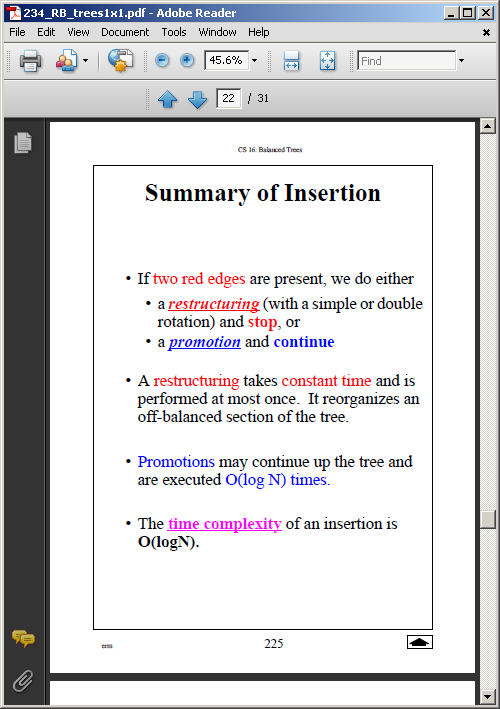 234_RB_trees1x1.pdf - Adobe Reader
File Edit View Document Tools Window Help
45.6% Find
22 / 31
CS 16: Balanced Trees
Summary of Insertion
• If two red edges are present, we do either
• a restructuring (with a simple or double
rotation) and stop, or
• a promotion and continue
• A restructuring takes constant time and is
performed at most once. It reorganizes an
off-balanced section of the tree.
• Promotions may continue up the tree and
are executed O(log N) times.
• The time complexity of an insertion is
O(logN).
erm 225